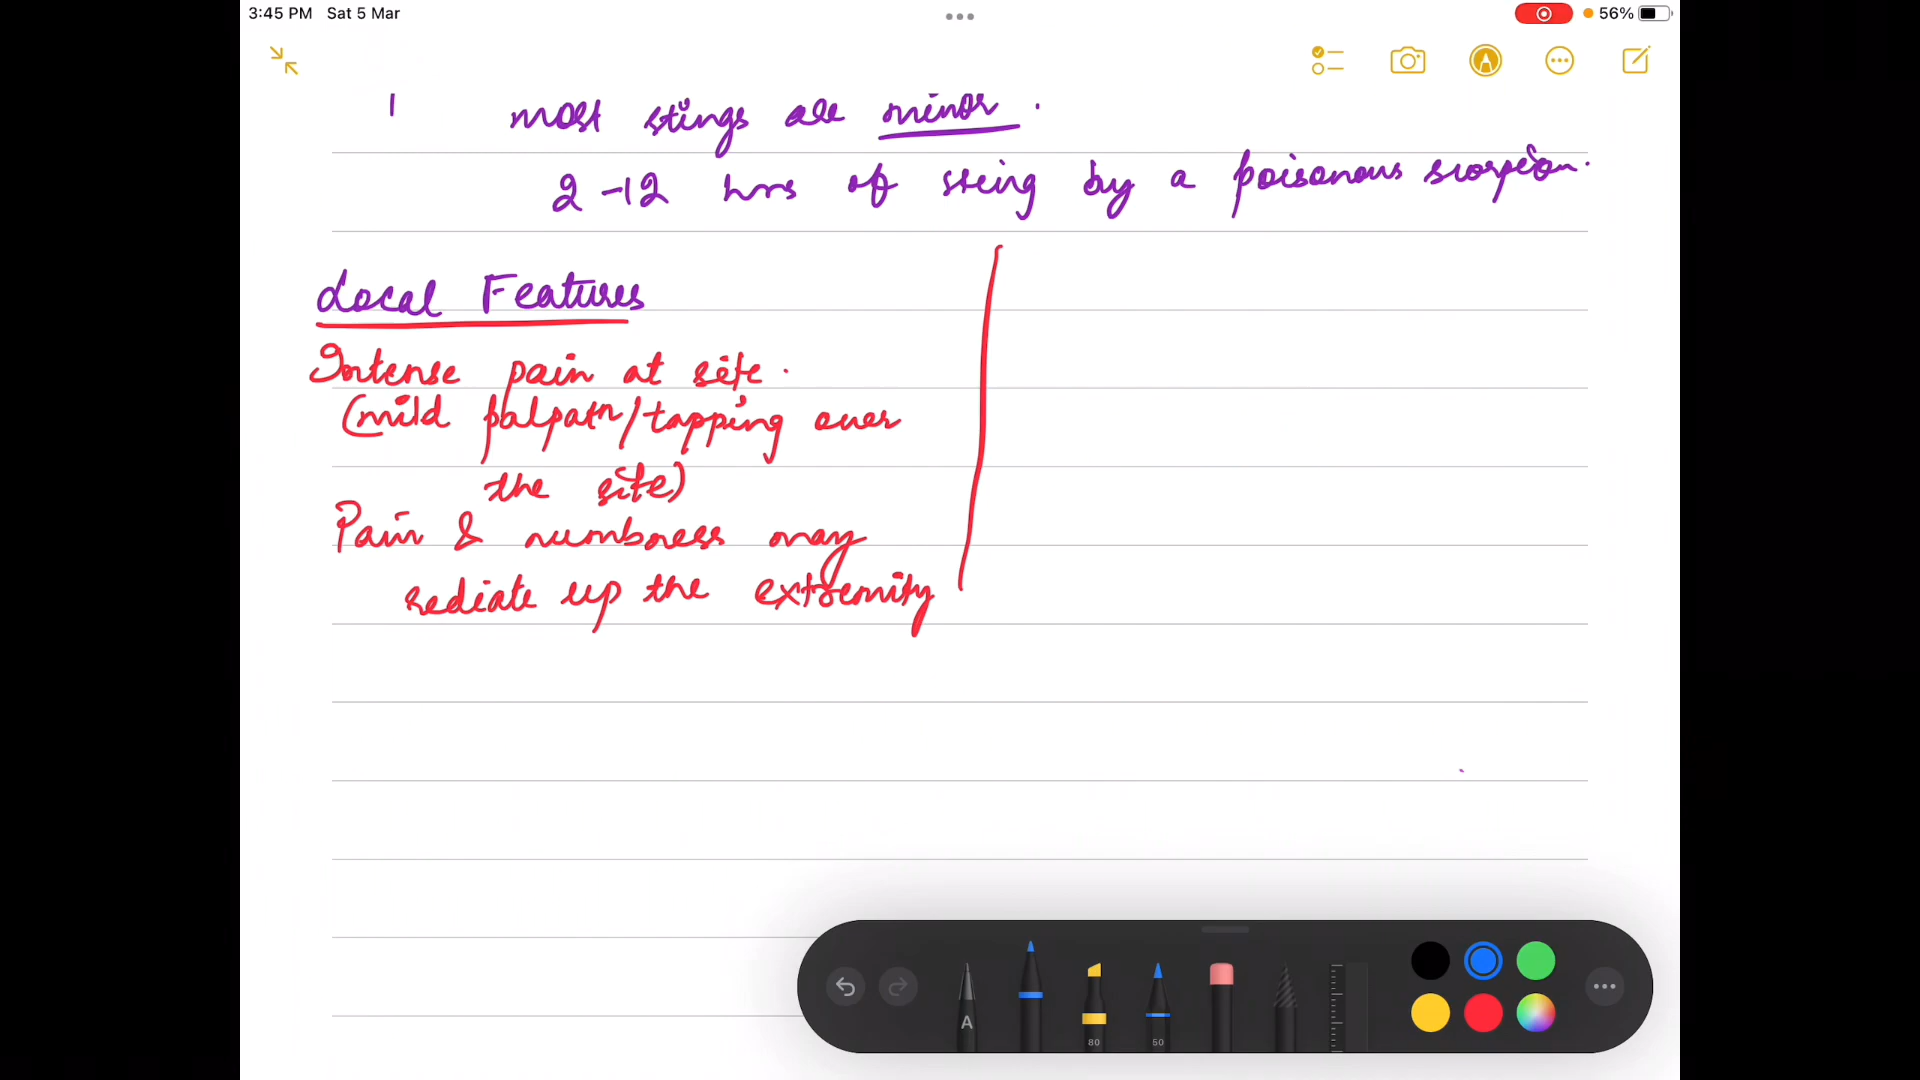 3:45 PM Sat 5 Mar
56%
most stings are minor.
2-12 hrs of sting by a poisonous scorpion.
Local Features
Intense pain at site.
(mild palpatn/tapping over
the site)
Pain & numbness may
radiate up the extremity
A
80
50